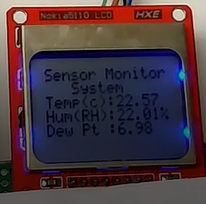 Nokia5110 LCD HXE
Sensor Monitor
System
Temp(c):22.57
Hum(RH):22.01%
Dew Pt :6.98